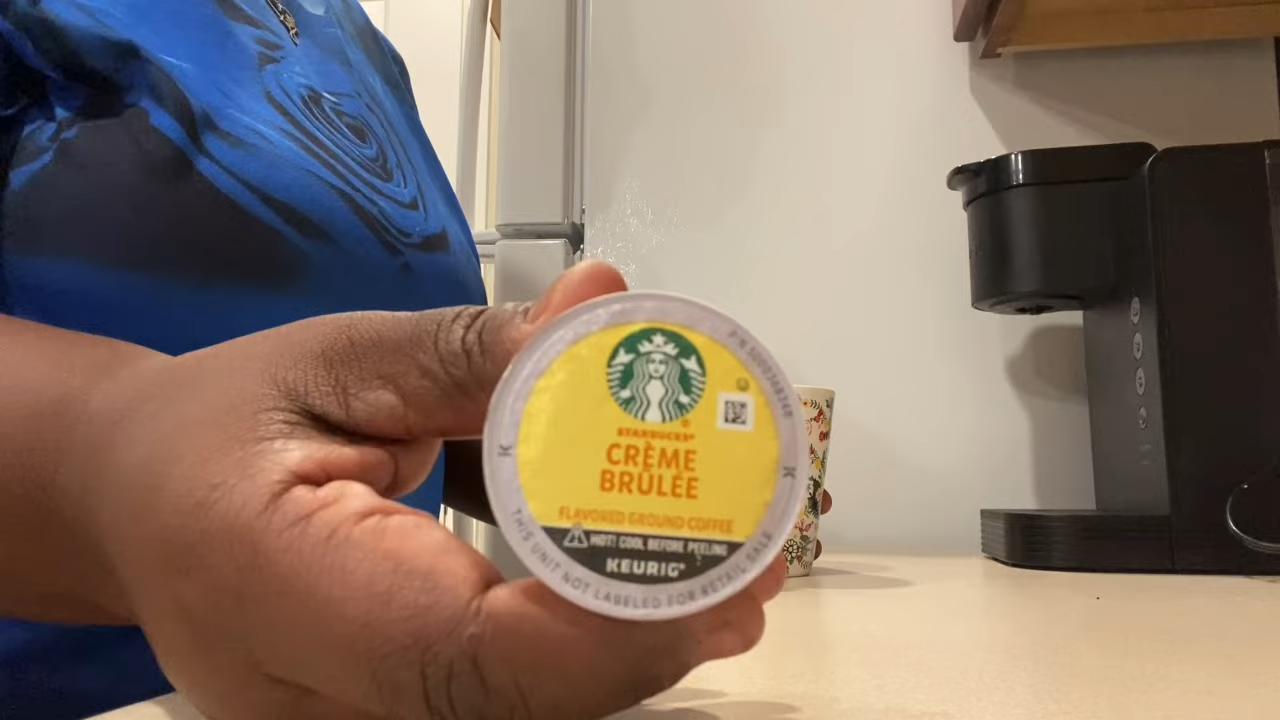 STARBUCKS®
CRÈME
BRÛLÉE
FLAVORED GROUND COFFEE
HOT! COOL BEFORE PEELING
KEURIG®
THIS UNIT NOT LABELED FOR RETAIL SALE
K
K